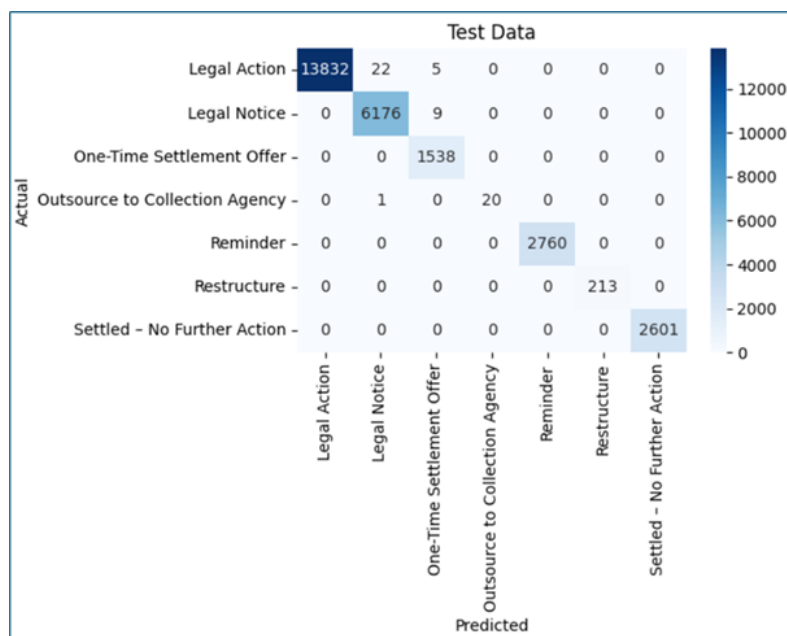 Test Data
Legal Action 13832 22 5 0 0 0 0
Legal Notice 0 6176 9 0 0 0 0
One-Time Settlement Offer 0 0 1538 0 0 0 0
Outsource to Collection Agency 0 1 0 20 0 0 0
Reminder 0 0 0 0 2760 0 0
Restructure 0 0 0 0 0 213 0
Settled – No Further Action 0 0 0 0 0 0 2601
Actual
Legal Action
Legal Notice
One-Time Settlement Offer
Outsource to Collection Agency
Reminder
Restructure
Settled – No Further Action
Predicted
12000
10000
8000
6000
4000
2000
0